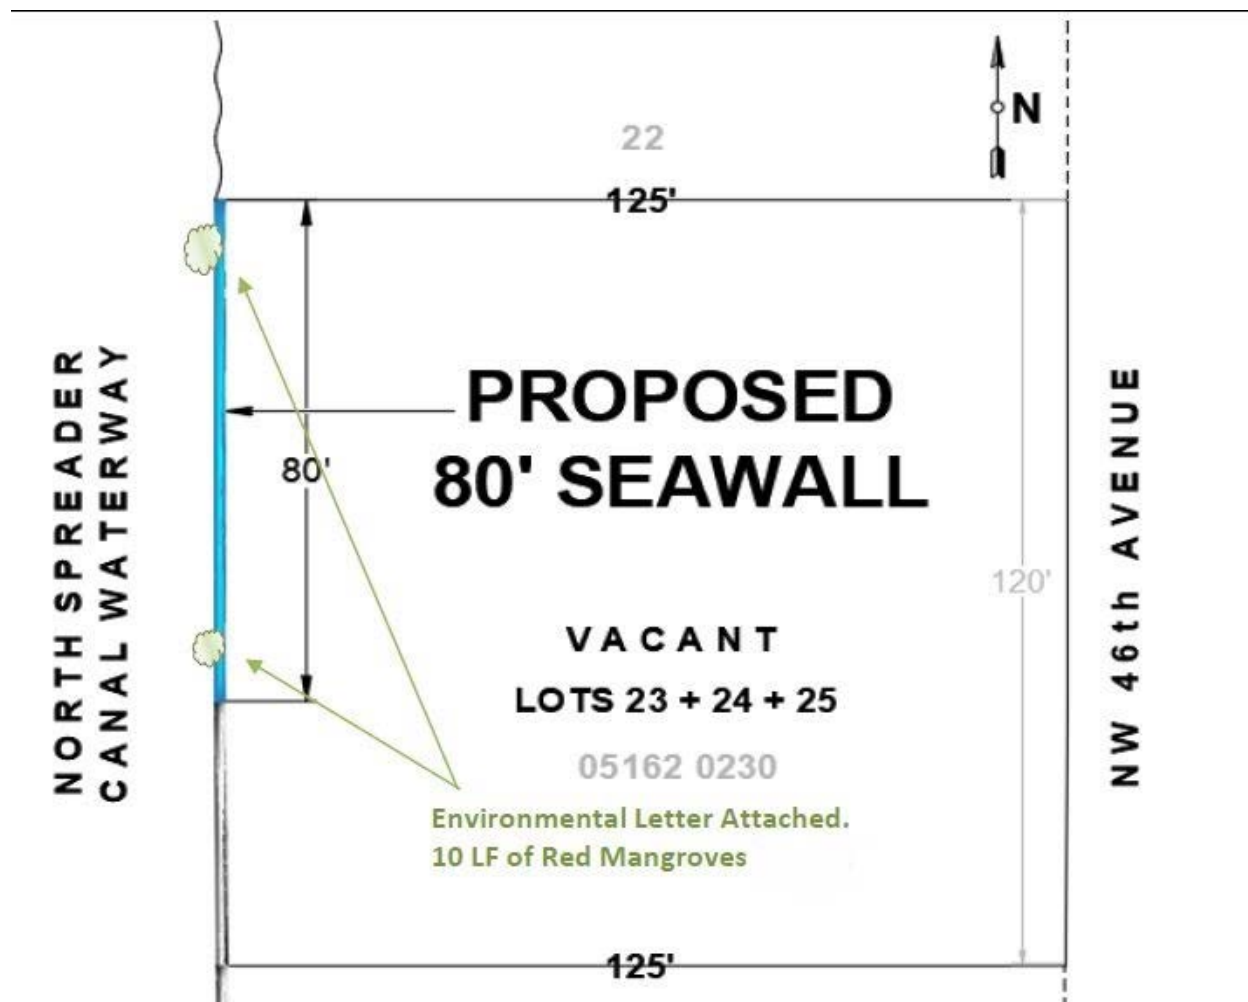 N
22
125'
PROPOSED
80' SEAWALL
80'
NORTH SPREADER
CANAL WATERWAY
120'
NW 46th AVENUE
VACANT
LOTS 23 + 24 + 25
05162 0230
Environmental Letter Attached.
10 LF of Red Mangroves
125'